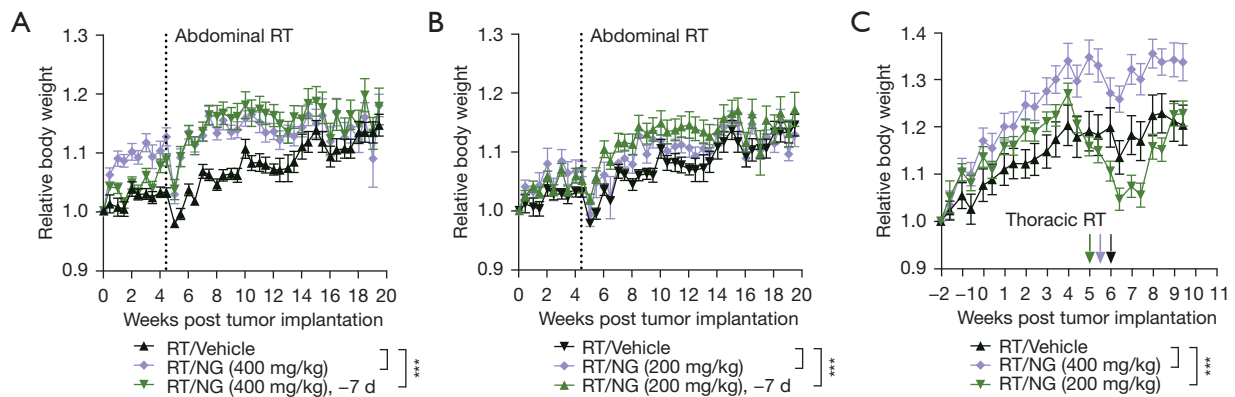 A
Relative body weight
1.3
1.2
1.1
1.0
0.9
Abdominal RT
0 2 4 6 8 10 12 14 16 18 20
Weeks post tumor implantation
RT/Vehicle
RT/NG (400 mg/kg)
RT/NG (400 mg/kg), −7 d
***
B
Relative body weight
1.3
1.2
1.1
1.0
0.9
Abdominal RT
0 2 4 6 8 10 12 14 16 18 20
Weeks post tumor implantation
RT/Vehicle
RT/NG (200 mg/kg)
RT/NG (200 mg/kg), −7 d
***
C
Relative body weight
1.4
1.3
1.2
1.1
1.0
0.9
Thoracic RT
−2 −1 0 1 2 3 4 5 6 7 8 9 10 11
Weeks post tumor implantation
RT/Vehicle
RT/NG (400 mg/kg)
RT/NG (200 mg/kg)
***